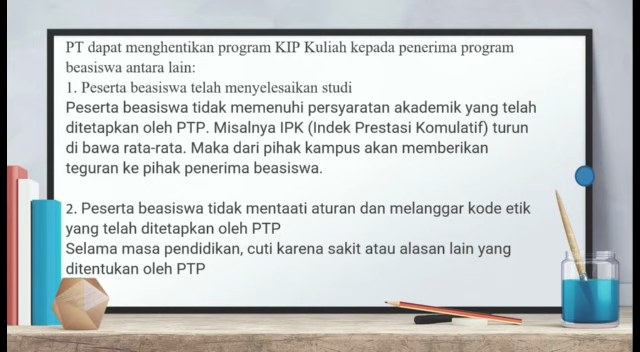 PT dapat menghentikan program KIP Kuliah kepada penerima program
beasiswa antara lain:
1. Peserta beasiswa telah menyelesaikan studi
Peserta beasiswa tidak memenuhi persyaratan akademik yang telah
ditetapkan oleh PTP. Misalnya IPK (Indek Prestasi Komulatif) turun
di bawa rata-rata. Maka dari pihak kampus akan memberikan
teguran ke pihak penerima beasiswa.
2. Peserta beasiswa tidak mentaati aturan dan melanggar kode etik
yang telah ditetapkan oleh PTP
Selama masa pendidikan, cuti karena sakit atau alasan lain yang
ditentukan oleh PTP